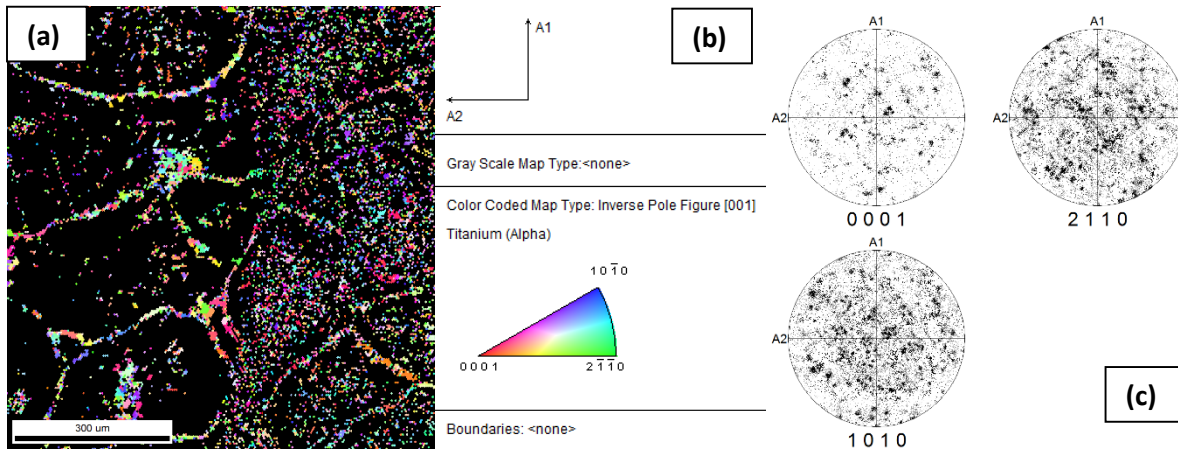 (a)
300 um
A1
A2
(b)
Gray Scale Map Type:<none>
Color Coded Map Type: Inverse Pole Figure [001]
Titanium (Alpha)
1 0 1̅ 0
0 0 0 1
2 1̅ 1̅ 0
Boundaries: <none>
A1
A2
0 0 0 1
A1
A2
2 1 1 0
A1
A2
1 0 1 0
(c)